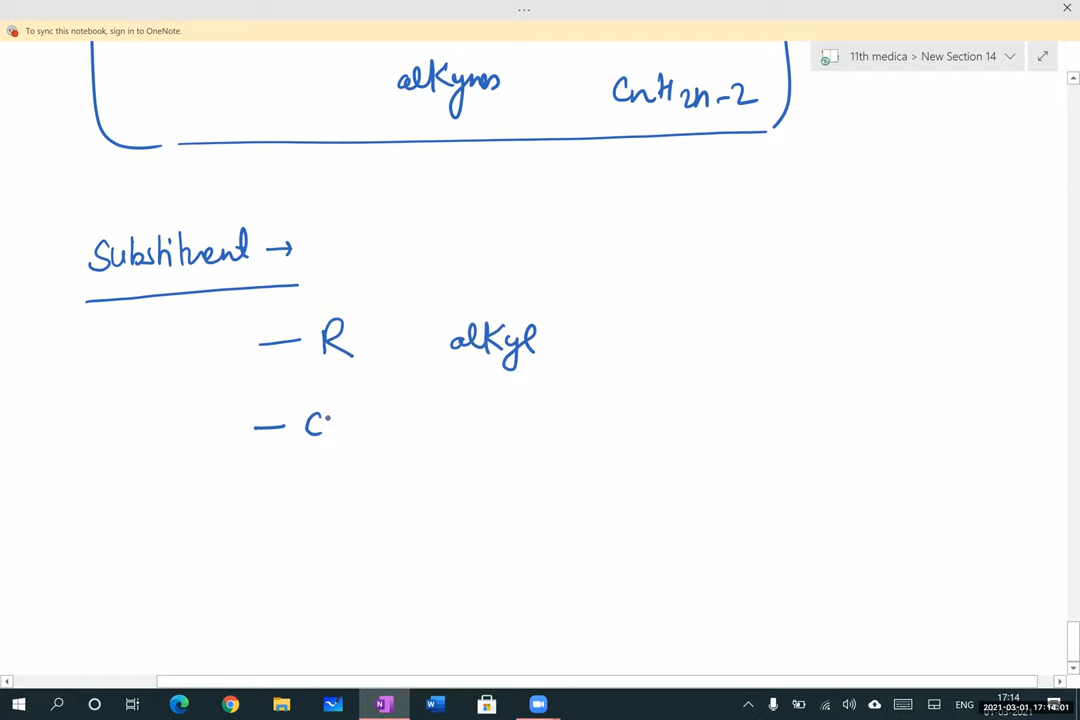 To sync this notebook, sign in to OneNote.
11th medica > New Section 14
alkynes CnH2n-2
Substituent →
— R alkyl
— C
ENG
17:14
2021-03-01 17:14:01